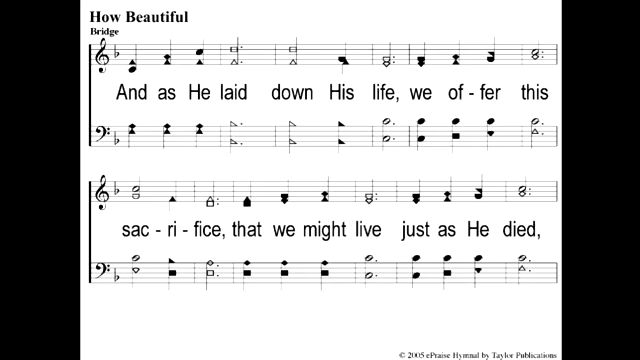 How Beautiful
Bridge
And as He laid down His life, we of - fer this
sac - ri - fice, that we might live just as He died,
© 2005 ePraise Hymnal by Taylor Publications